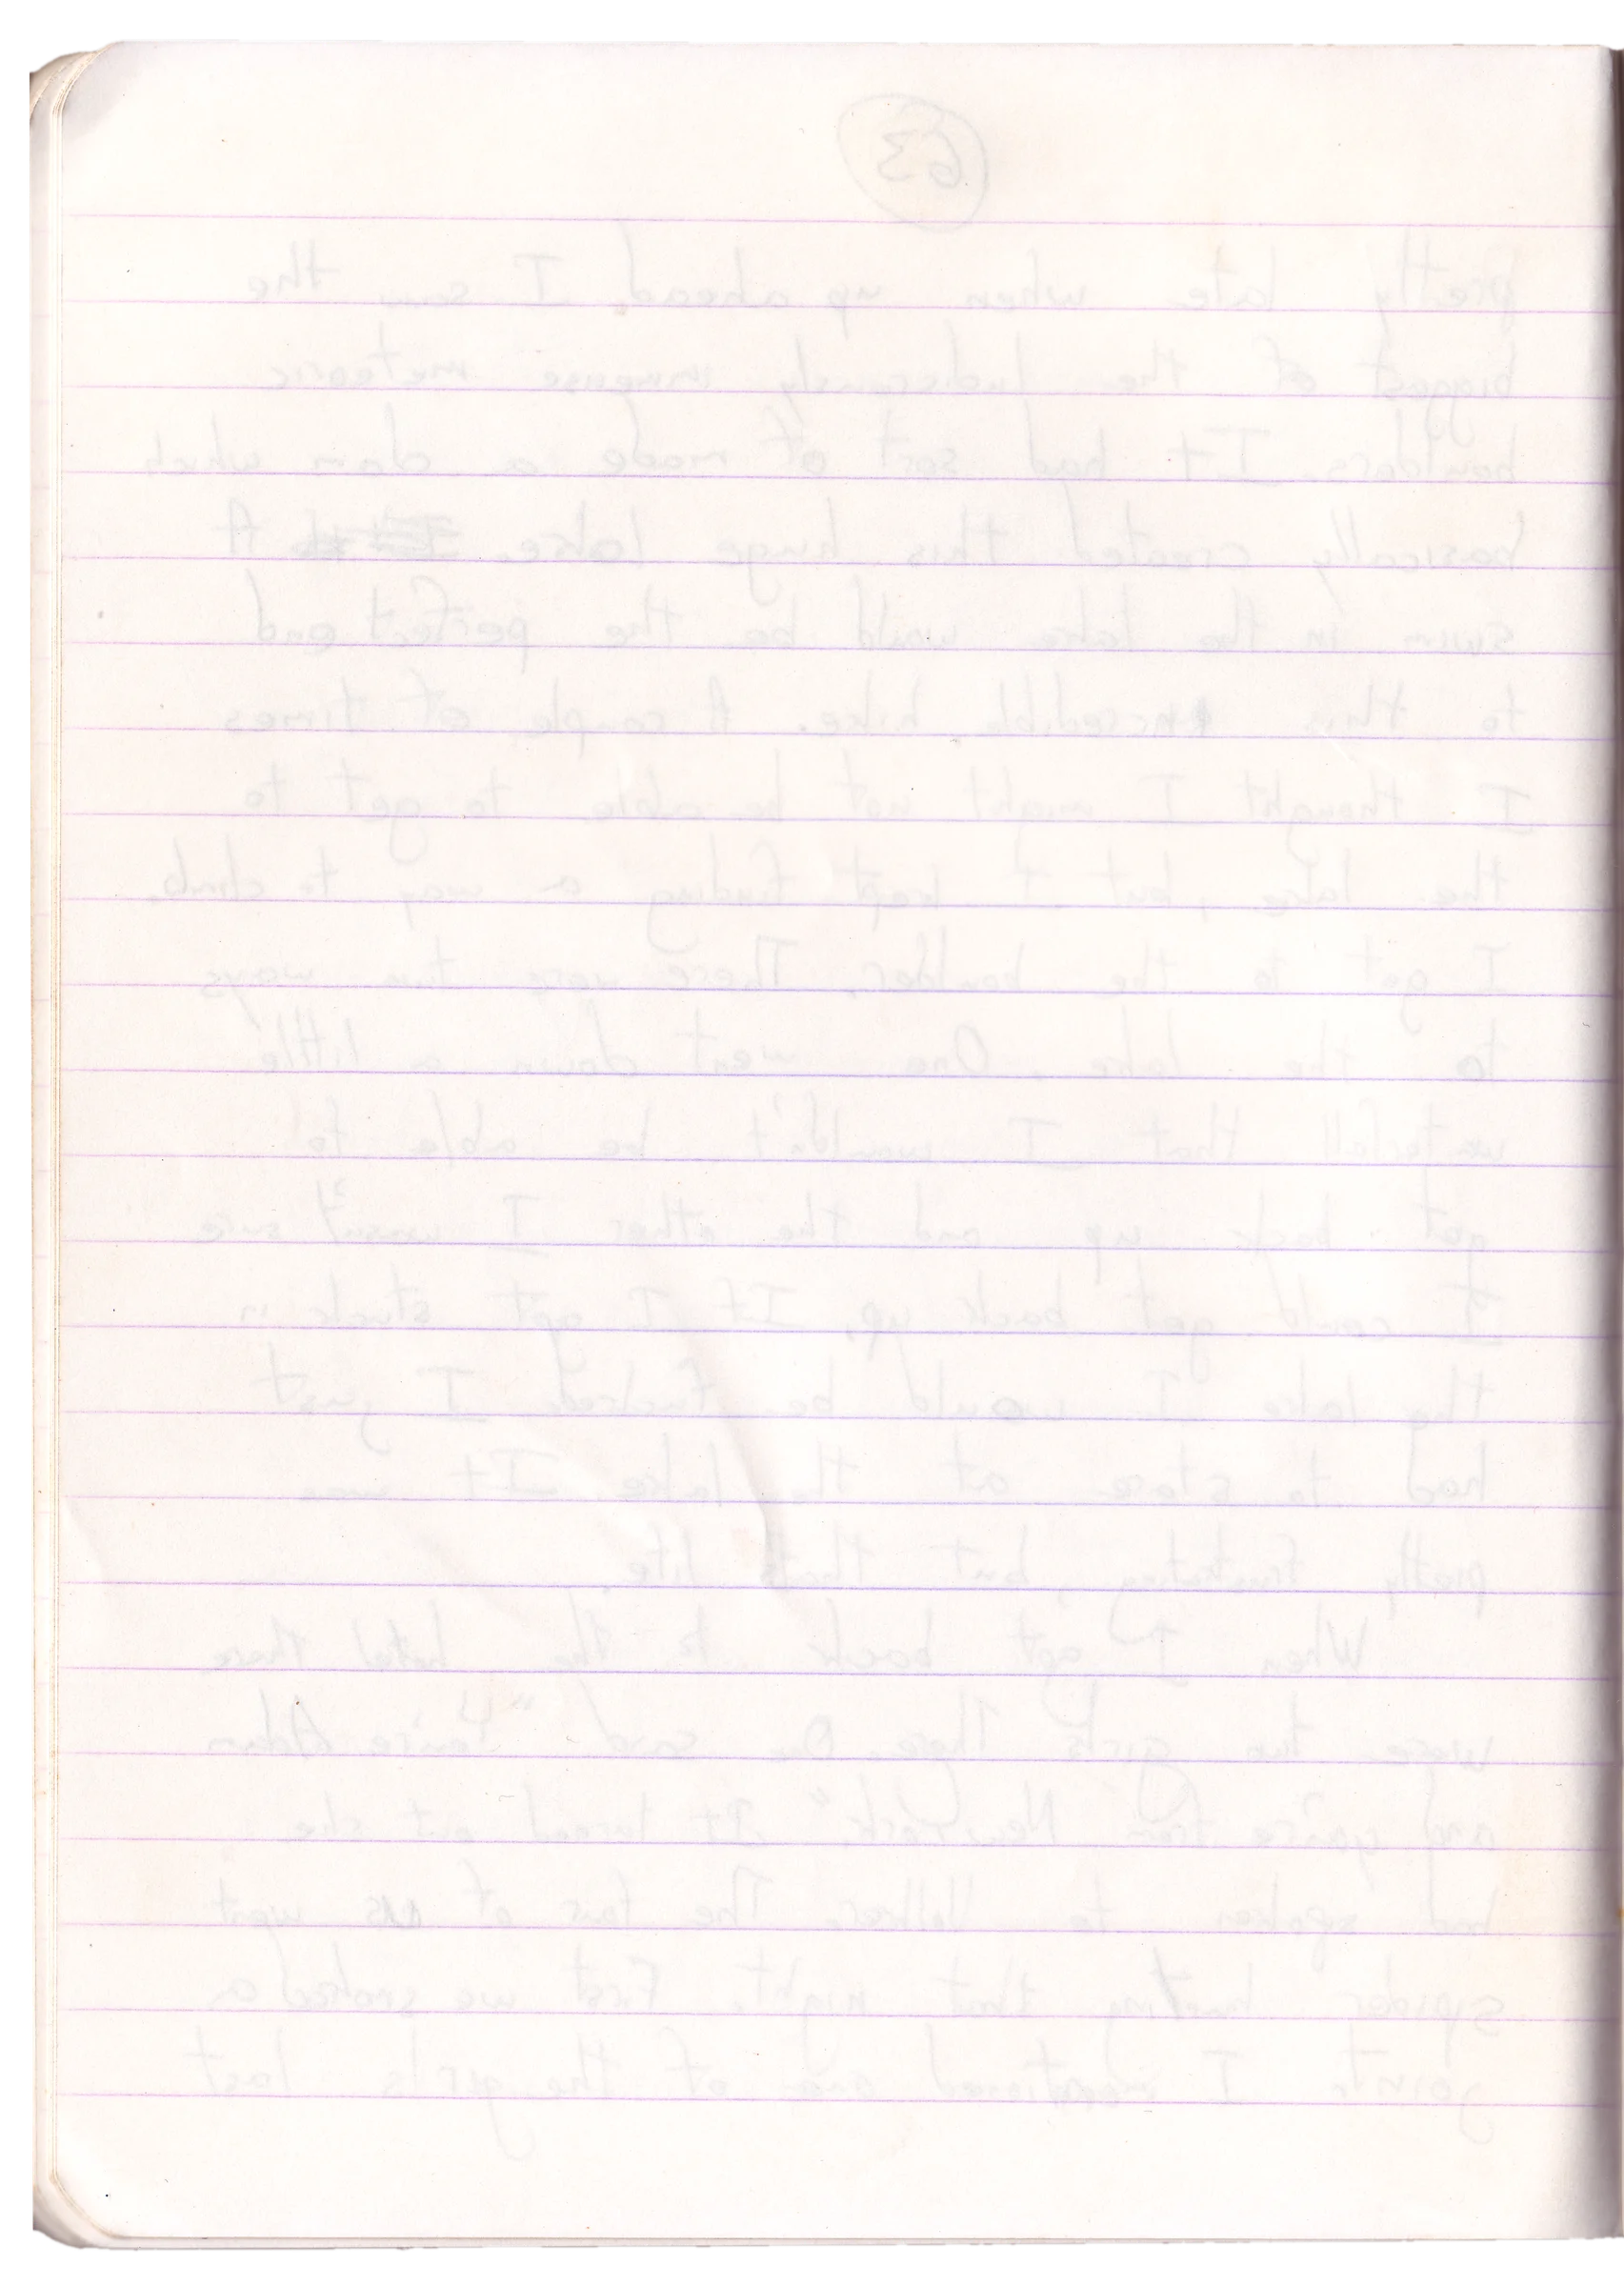 63
pretty late when up ahead, I saw the
biggest of the ludicrously immense meteoric
boulders. It had sort of made a dam which
basically created this huge lake. A
swim in the lake would be the perfect end
to this incredible hike. A couple of times
I thought I might not be able to get to
the lake, but I kept finding a way to climb.
I got to the boulder. There were two ways
to the lake. One went down a little
waterfall that I wouldn't be able to
get back up and the other I wasn't sure
I could get back up. If I got stuck in
the lake I would be fucked. I just
had to stare at the lake. It was
pretty frustrating, but that's life.
When I got back to the hotel there
were two girls there. One said "You're Adam
and you're from New York." It turned out she
had spoken to The four of us went
spider hunting that night. First we smoked a
joint. I mentioned one of the girls last